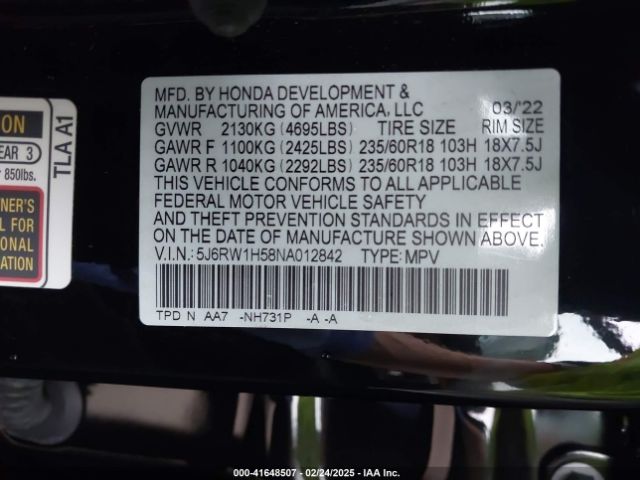 MFD. BY HONDA DEVELOPMENT &
MANUFACTURING OF AMERICA, LLC 03/'22
GVWR 2130KG (4695LBS) TIRE SIZE RIM SIZE
GAWR F 1100KG (2425LBS) 235/60R18 103H 18X7.5J
GAWR R 1040KG (2292LBS) 235/60R18 103H 18X7.5J
THIS VEHICLE CONFORMS TO ALL APPLICABLE
FEDERAL MOTOR VEHICLE SAFETY
AND THEFT PREVENTION STANDARDS IN EFFECT
ON THE DATE OF MANUFACTURE SHOWN ABOVE.
V.I.N.: 5J6RW1H58NA012842 TYPE: MPV
TPD N AA7 -NH731P -A -A
ION
EAR 3
850lbs.
NER'S
L FOR
IONAL
ATION
TLA A1
000-41648507 - 02/24/2025 - IAA Inc.